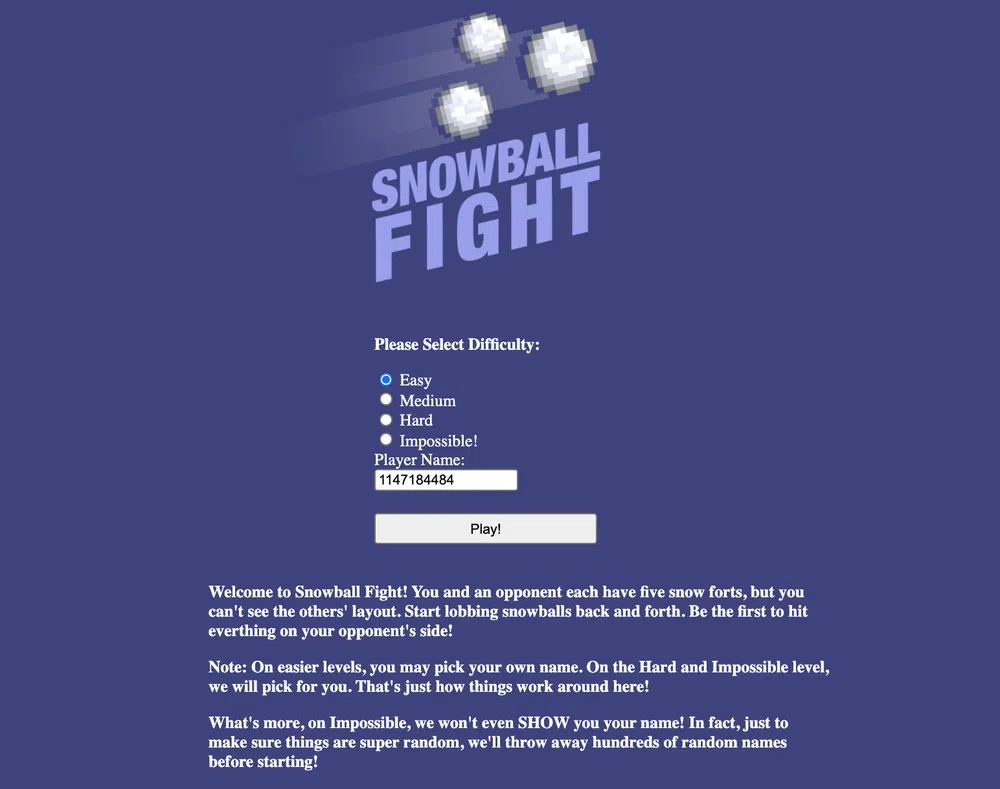 SNOWBALL
FIGHT
Please Select Difficulty:
Easy
Medium
Hard
Impossible!
Player Name:
1147184484
Play!
Welcome to Snowball Fight! You and an opponent each have five snow forts, but you
can't see the others' layout. Start lobbing snowballs back and forth. Be the first to hit
everthing on your opponent's side!
Note: On easier levels, you may pick your own name. On the Hard and Impossible level,
we will pick for you. That's just how things work around here!
What's more, on Impossible, we won't even SHOW you your name! In fact, just to
make sure things are super random, we'll throw away hundreds of random names
before starting!